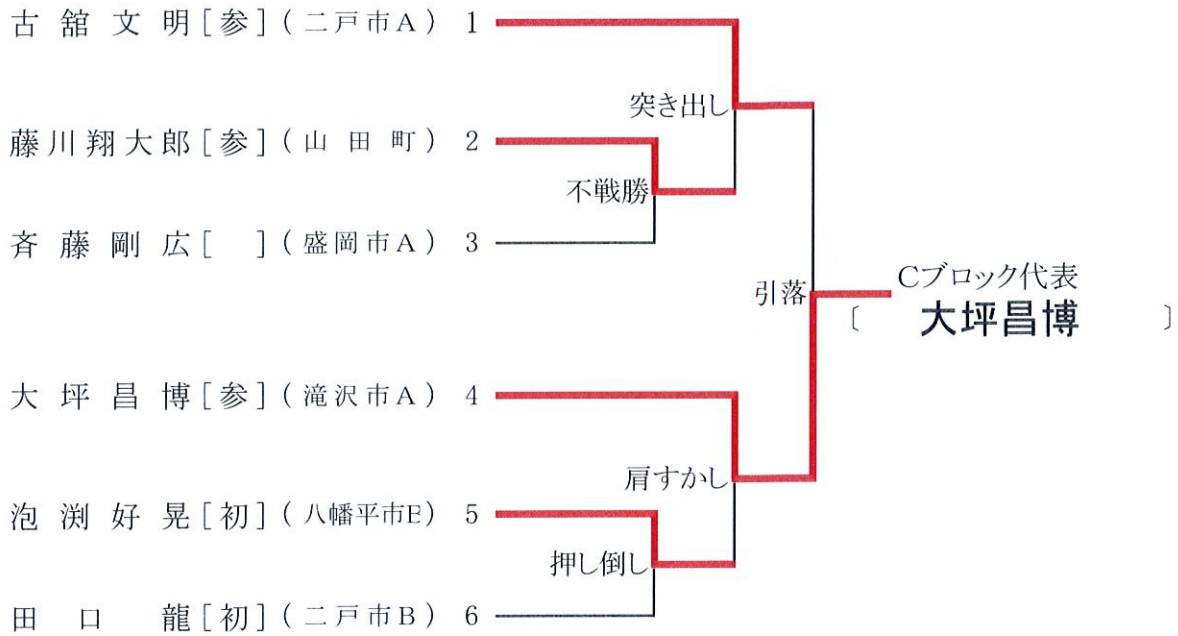 古舘文明[参](二戸市A) 1
突き出し
藤川翔大郎[参](山田町) 2
不戦勝
斉藤剛広[ ](盛岡市A) 3
引落
Cブロック代表
〔 大坪昌博 〕
大坪昌博[参](滝沢市A) 4
肩すかし
泡渕好晃[初](八幡平市B) 5
押し倒し
田口龍[初](二戸市B) 6